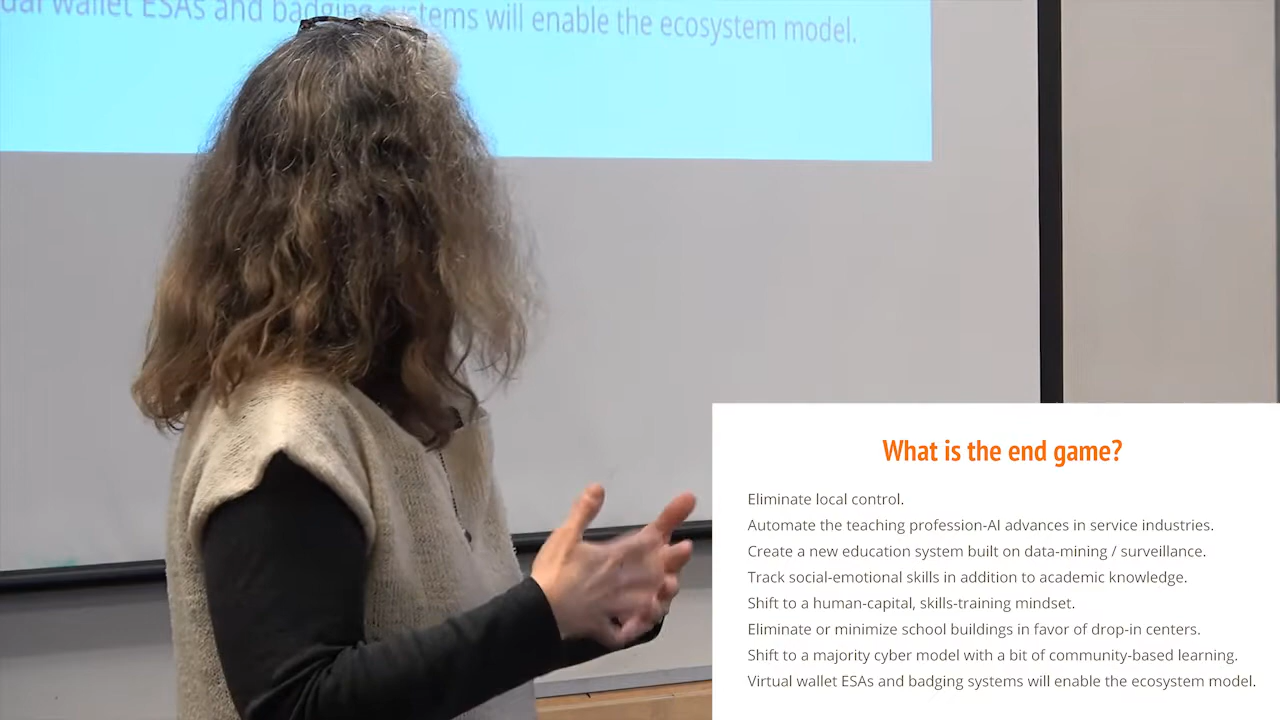 ual wallet ESAs and badging systems will enable the ecosystem model.
What is the end game?
Eliminate local control.
Automate the teaching profession-AI advances in service industries.
Create a new education system built on data-mining / surveillance.
Track social-emotional skills in addition to academic knowledge.
Shift to a human-capital, skills-training mindset.
Eliminate or minimize school buildings in favor of drop-in centers.
Shift to a majority cyber model with a bit of community-based learning.
Virtual wallet ESAs and badging systems will enable the ecosystem model.